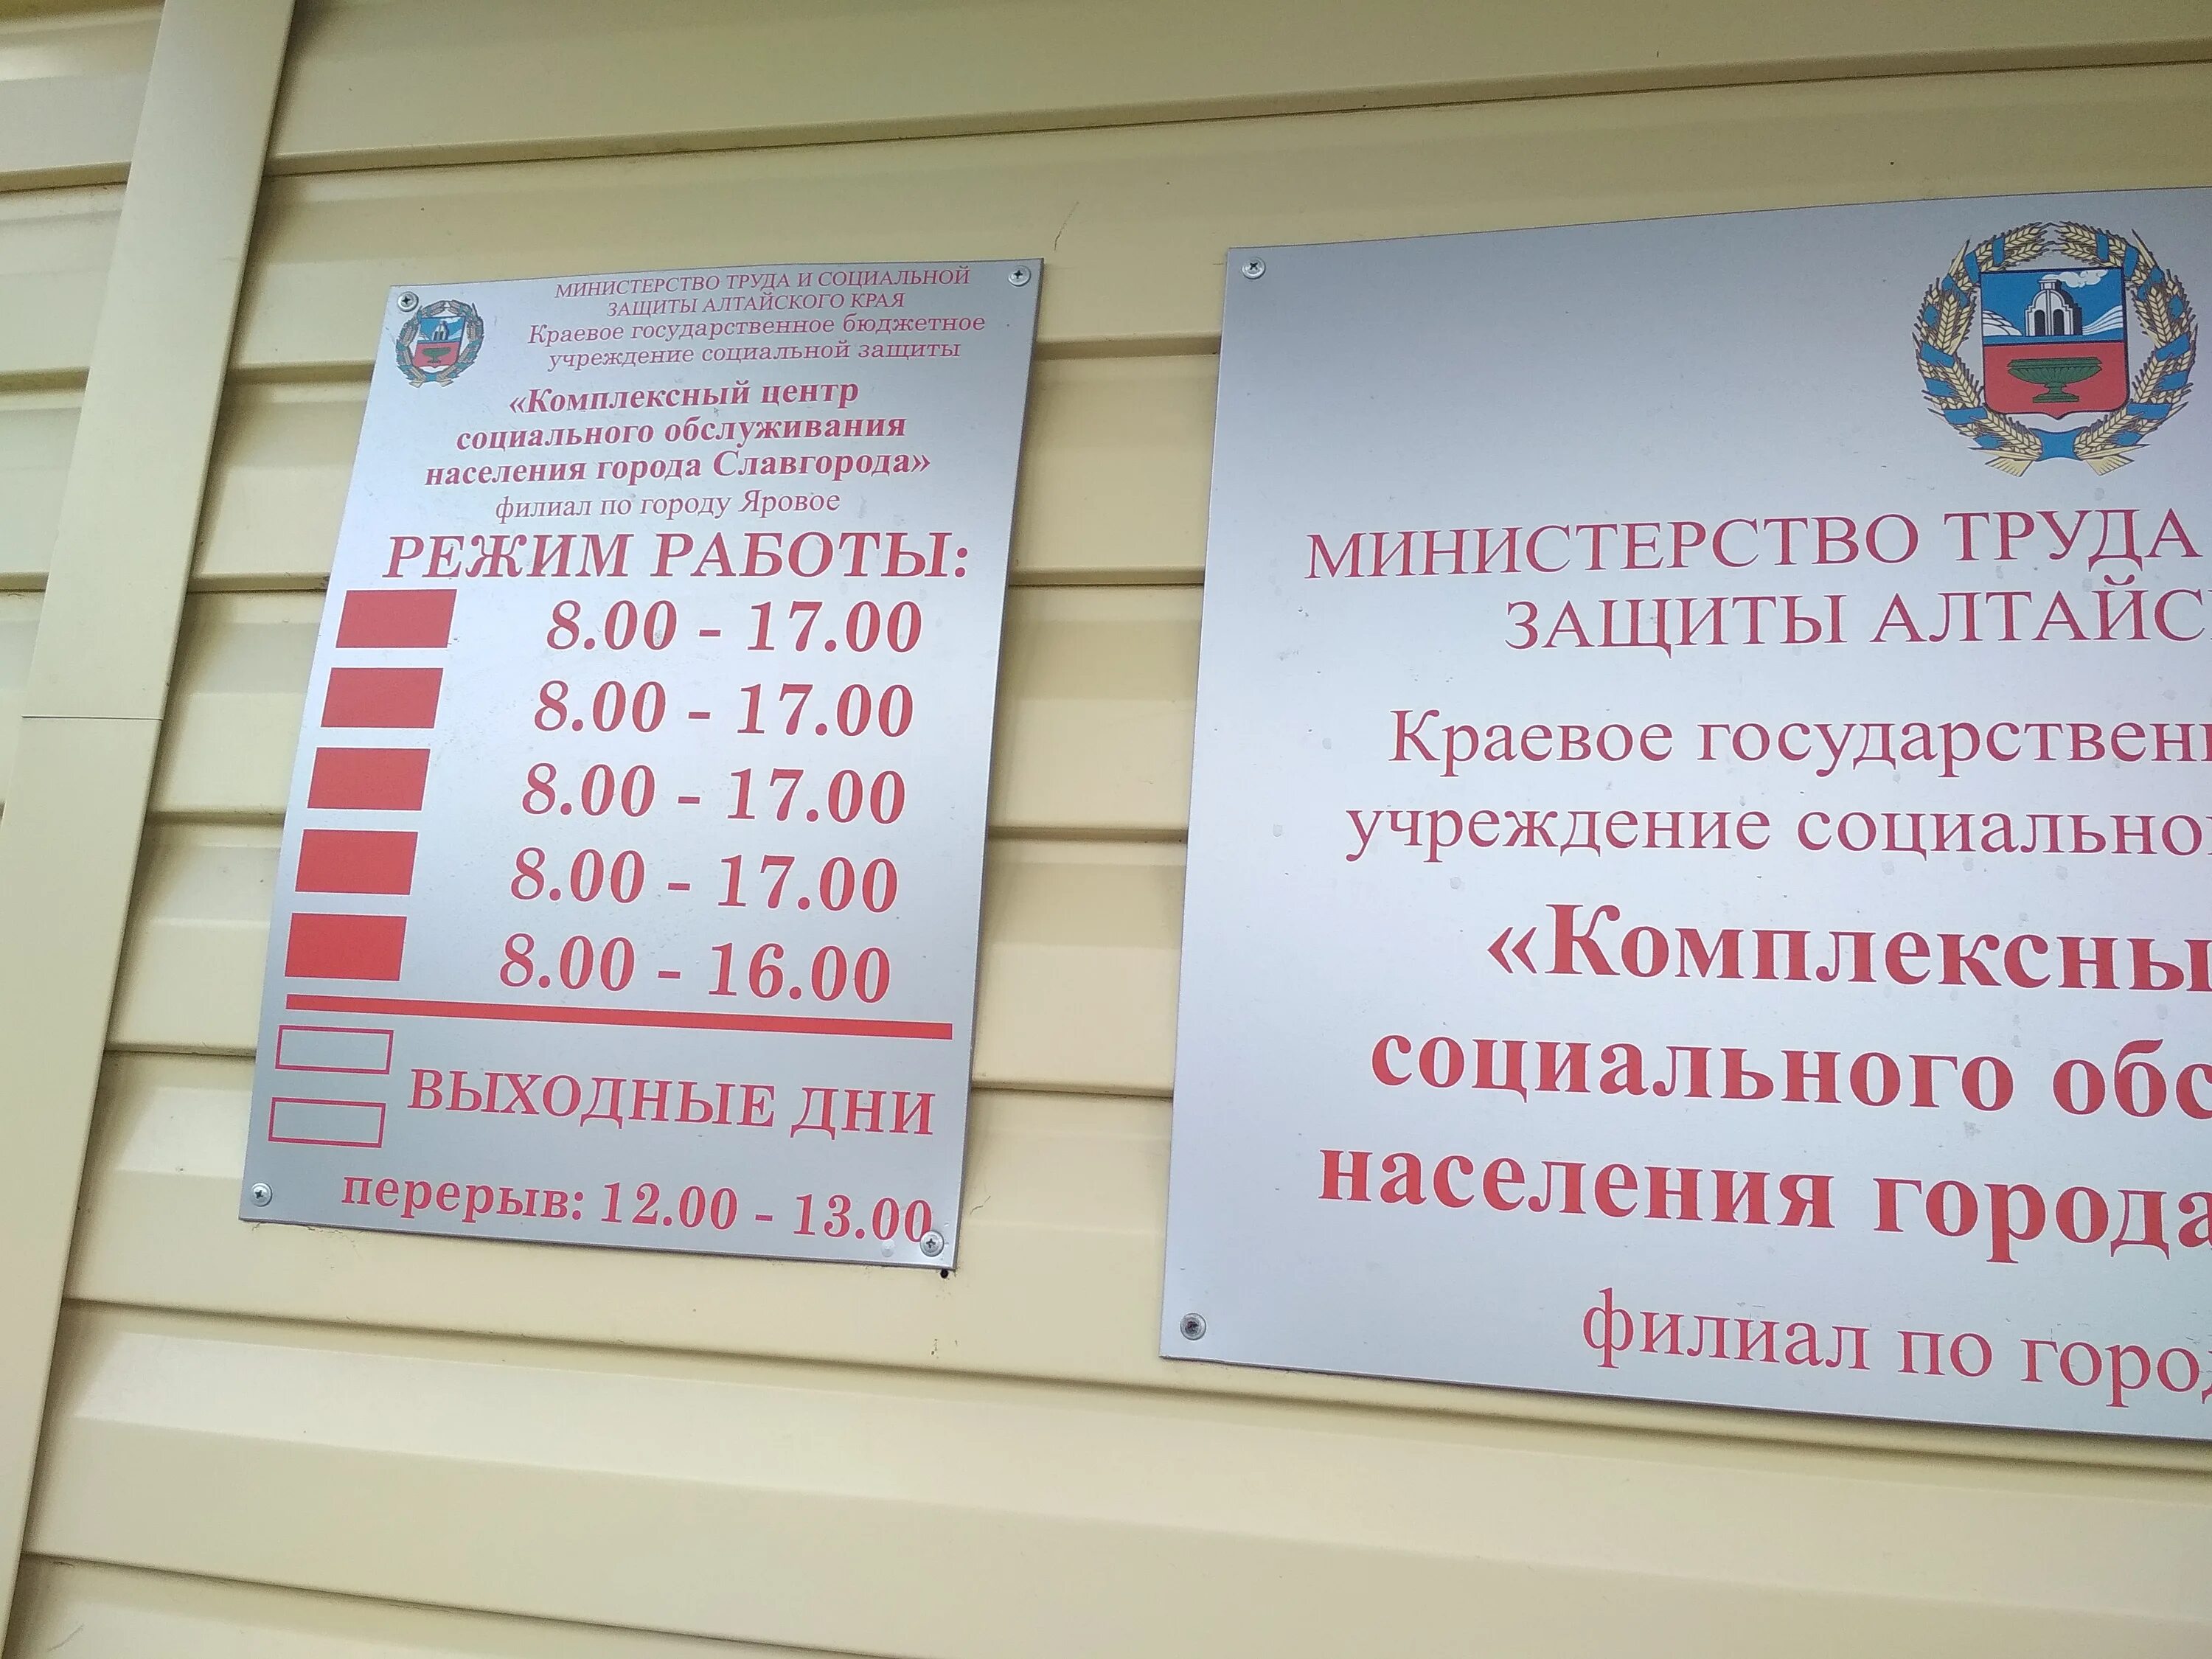 МИНИСТЕРСТВО ТРУДА И СОЦИАЛЬНОЙ
ЗАЩИТЫ АЛТАЙСКОГО КРАЯ
Краевое государственное бюджетное
учреждение социальной защиты
«Комплексный центр
социального обслуживания
населения города Славгорода»
филиал по городу Яровое
РЕЖИМ РАБОТЫ:
8.00 - 17.00
8.00 - 17.00
8.00 - 17.00
8.00 - 17.00
8.00 - 16.00
ВЫХОДНЫЕ ДНИ
перерыв: 12.00 - 13.00
МИНИСТЕРСТВО ТРУДА
ЗАЩИТЫ АЛТАЙС
Краевое государствен
учреждение социально
«Комплексны
социального обс
населения города
филиал по горо